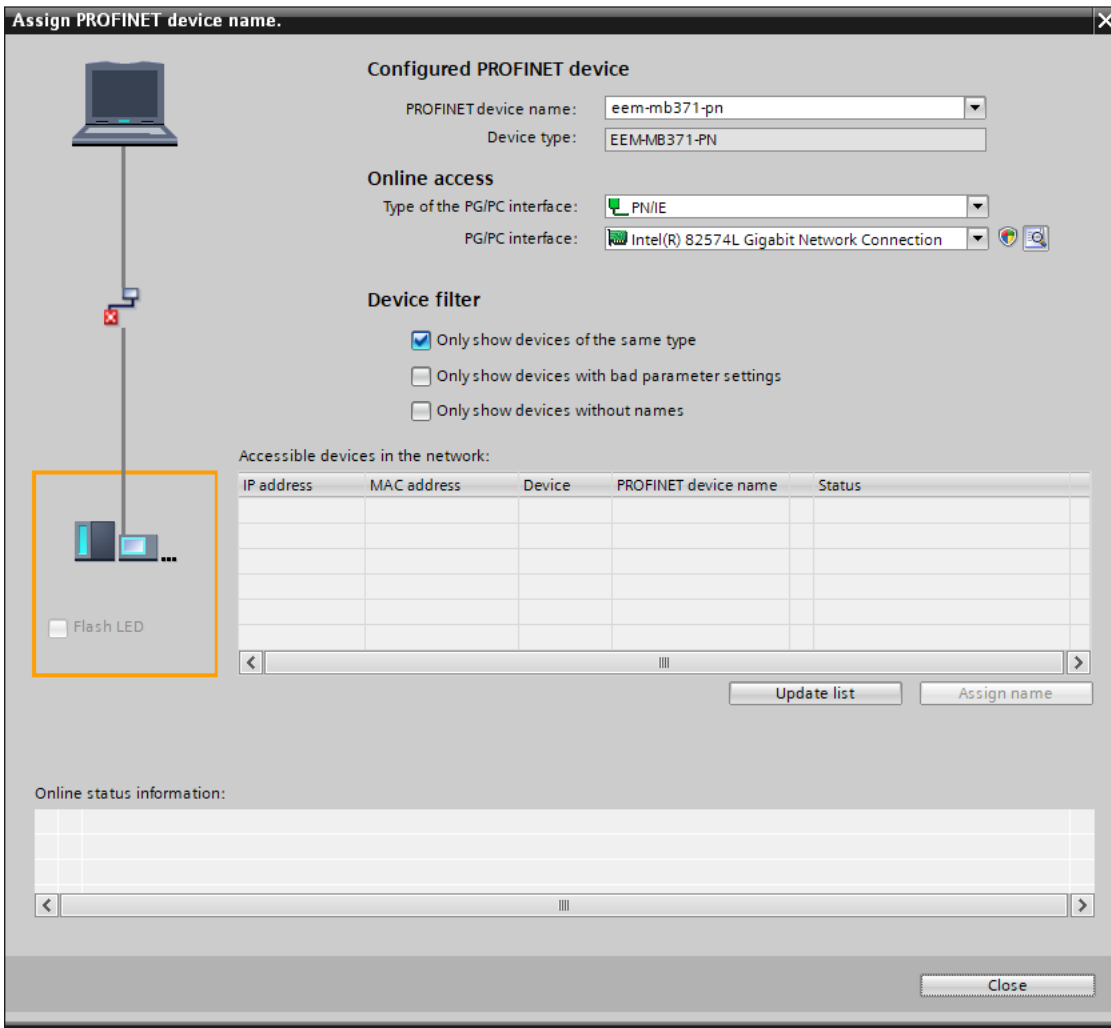 Assign PROFINET device name.
Configured PROFINET device
PROFINET device name: eem-mb371-pn
Device type: EEM-MB371-PN
Online access
Type of the PG/PC interface: PN/IE
PG/PC interface: Intel(R) 82574L Gigabit Network Connection
Device filter
Only show devices of the same type
Only show devices with bad parameter settings
Only show devices without names
Accessible devices in the network:
IP address MAC address Device PROFINET device name Status
Flash LED
Update list Assign name
Online status information:
Close